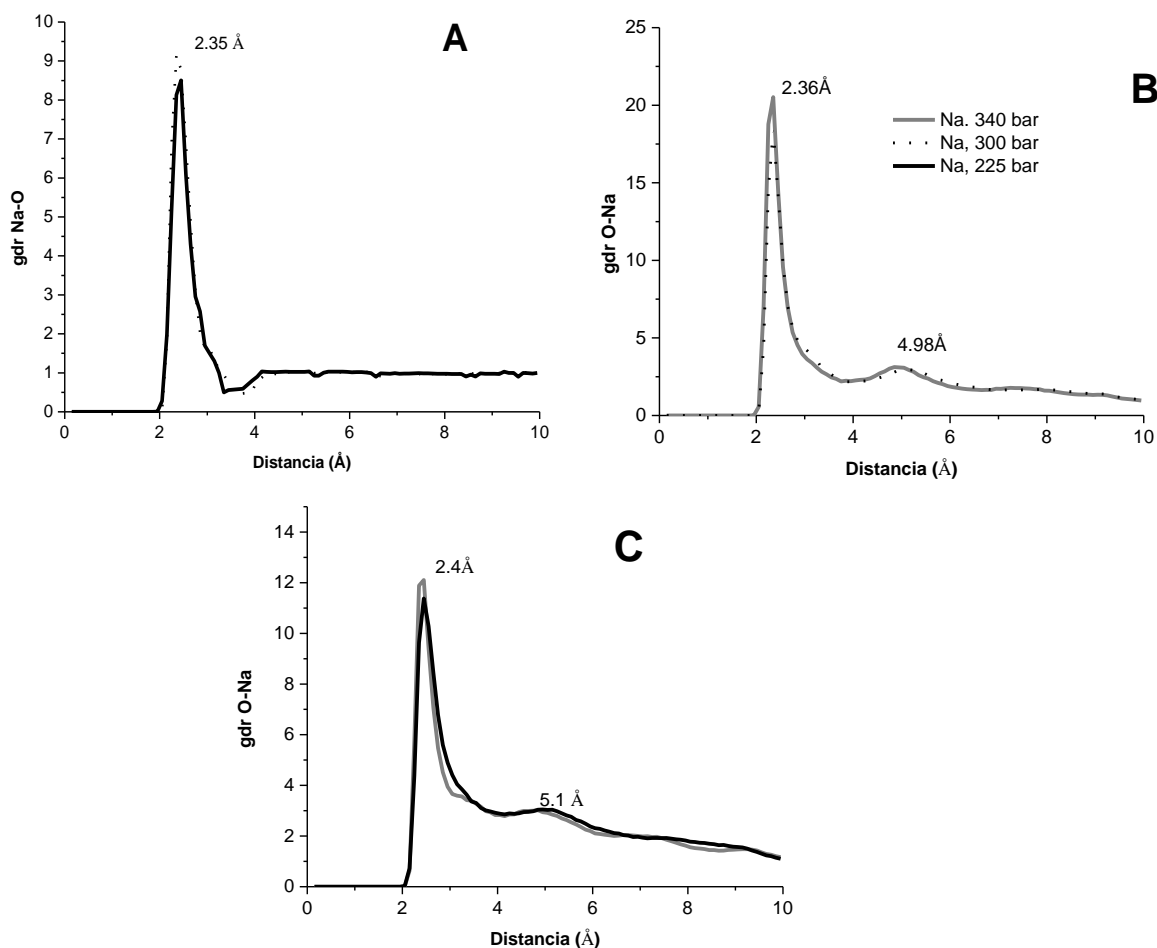 A
2.35 Å
10
9
8
7
6
5
4
3
2
1
0
gdr Na-O
0
2
4
6
8
10
Distancia (Å)
B
2.36Å
Na. 340 bar
Na, 300 bar
Na, 225 bar
4.98Å
25
20
15
10
5
0
gdr O-Na
0
2
4
6
8
10
Distancia (Å)
C
2.4Å
5.1 Å
14
12
10
8
6
4
2
0
gdr O-Na
0
2
4
6
8
10
Distancia (Å)